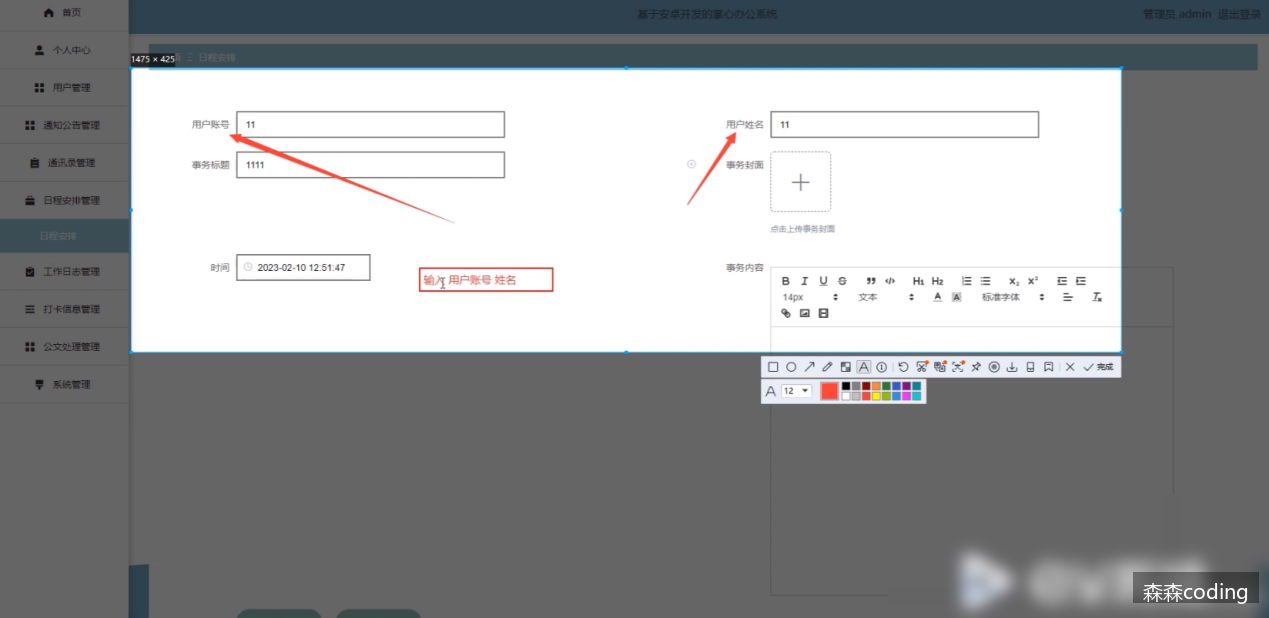 首页
基于安卓开发的掌心办公系统
管理员 admin 退出登录
个人中心
1475 × 425
日程安排
用户管理
通知公告管理
通讯录管理
日程安排管理
日程安排
工作日志管理
打卡信息管理
公文处理管理
系统管理
用户账号 11
用户姓名 11
事务标题 1111
事务封面
点击上传事务封面
时间 2023-02-10 12:51:47
输入 用户账号 姓名
事务内容
B I U S ” </> H1 H2 X₂ X²
14px 文本 A A 标准字体 Tx
A 完成
A 12
森森coding